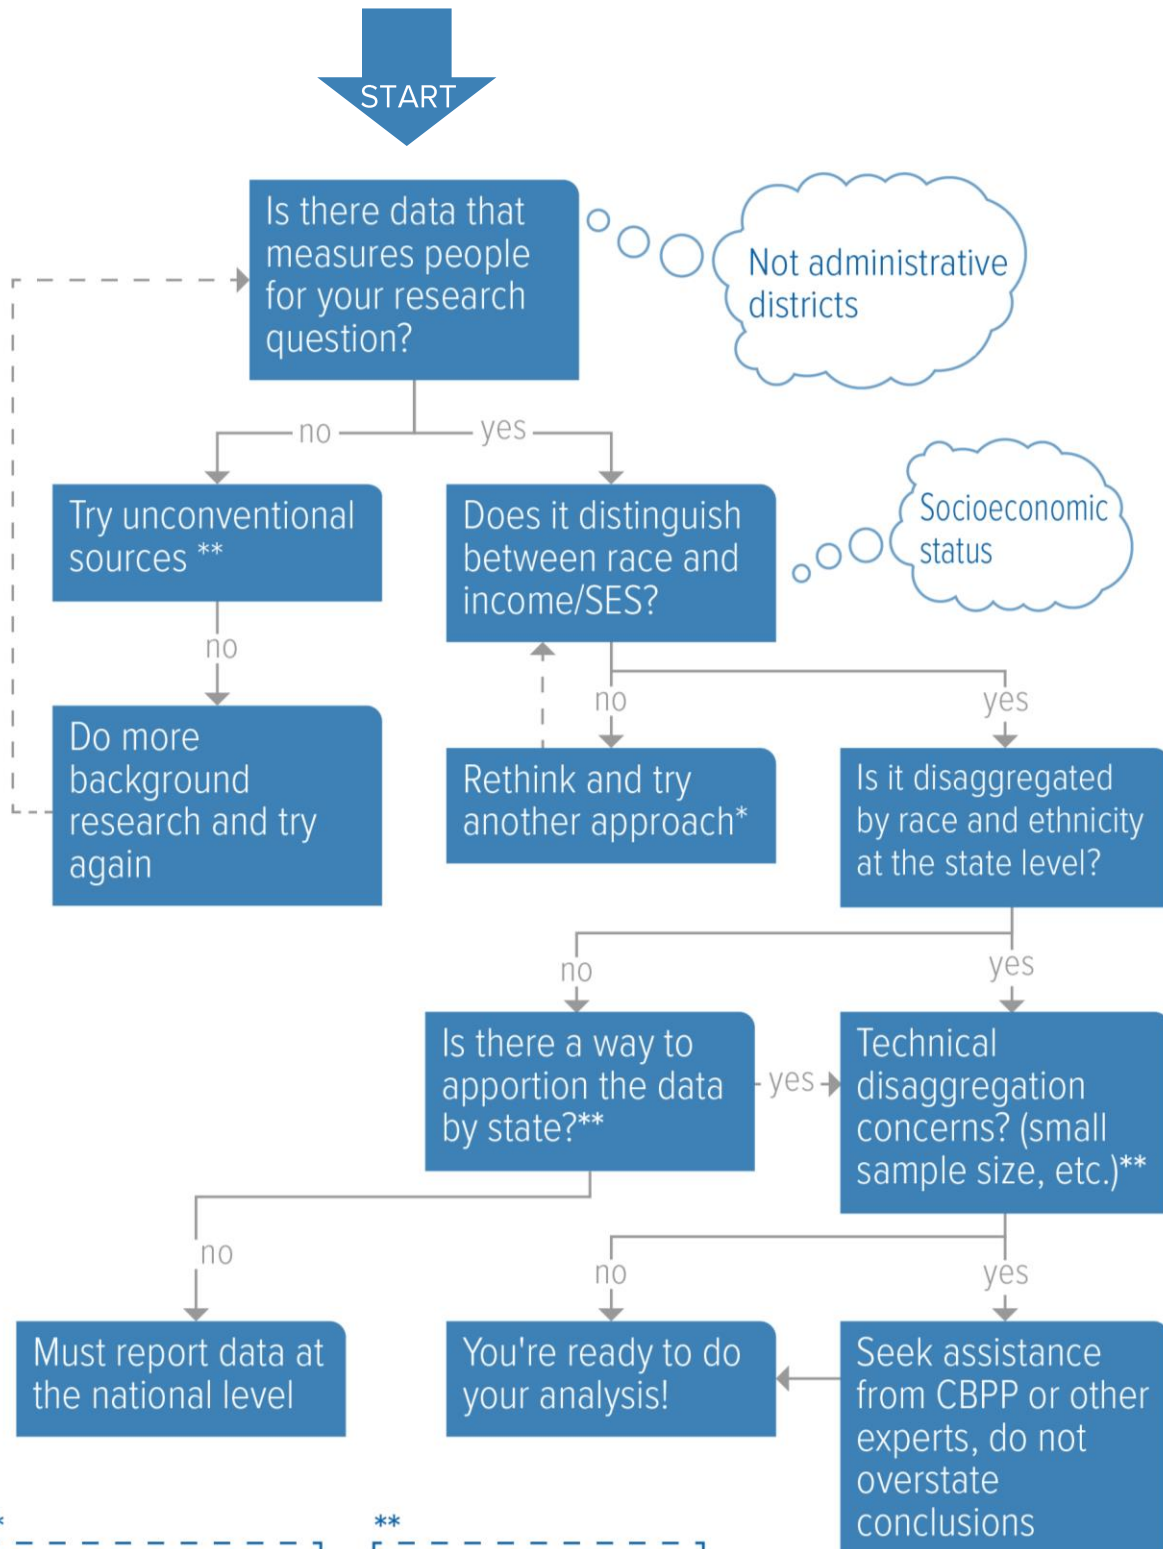 START
Is there data that
measures people
for your research
question?
Not administrative
districts
no
yes
Try unconventional
sources **
Does it distinguish
between race and
income/SES?
Socioeconomic
status
no
no
yes
Do more
background
research and try
again
Rethink and try
another approach*
Is it disaggregated
by race and ethnicity
at the state level?
no
yes
Is there a way to
apportion the data
by state?**
yes
Technical
disaggregation
concerns? (small
sample size, etc.)**
no
no
yes
Must report data at
the national level
You're ready to do
your analysis!
Seek assistance
from CBPP or other
experts, do not
overstate
conclusions
*
**